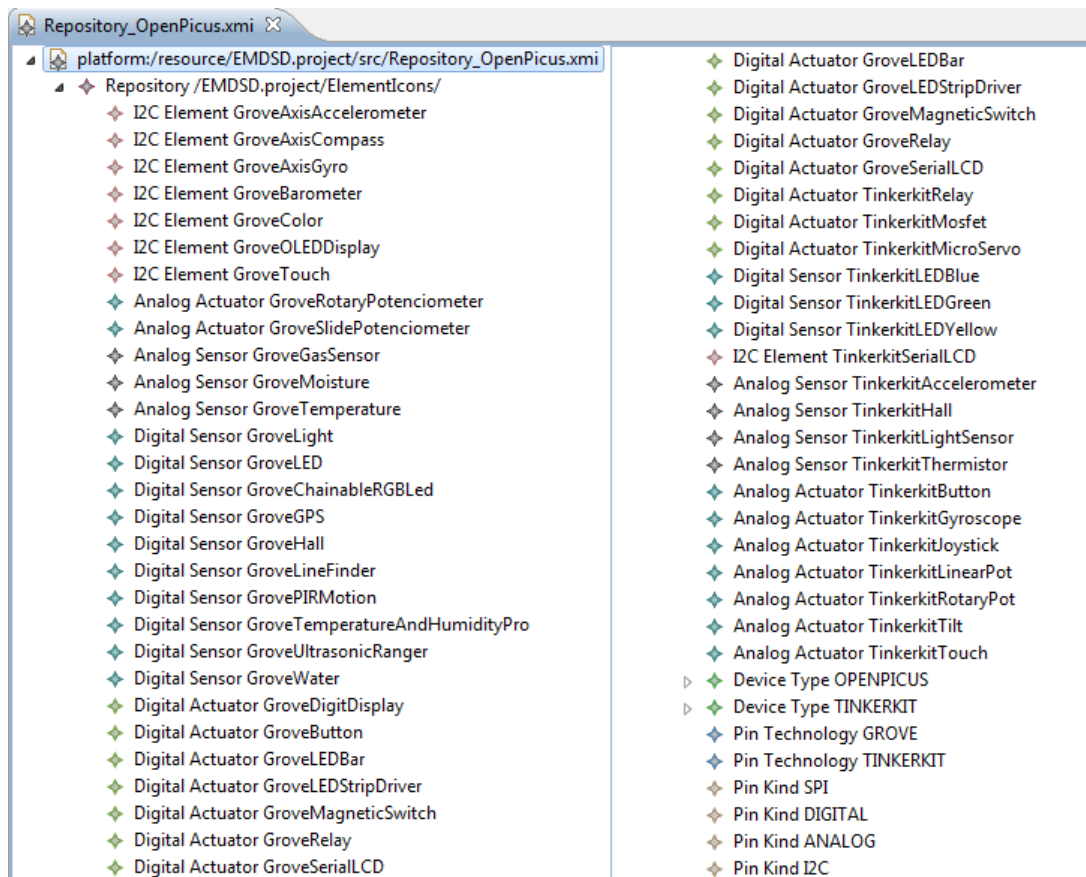 Repository_OpenPicus.xmi
platform:/resource/EMDSD.project/src/Repository_OpenPicus.xmi
Repository /EMDSD.project/ElementIcons/
I2C Element GroveAxisAccelerometer
I2C Element GroveAxisCompass
I2C Element GroveAxisGyro
I2C Element GroveBarometer
I2C Element GroveColor
I2C Element GroveOLEDDisplay
I2C Element GroveTouch
Analog Actuator GroveRotaryPotenciometer
Analog Actuator GroveSlidePotenciometer
Analog Sensor GroveGasSensor
Analog Sensor GroveMoisture
Analog Sensor GroveTemperature
Digital Sensor GroveLight
Digital Sensor GroveLED
Digital Sensor GroveChainableRGBLed
Digital Sensor GroveGPS
Digital Sensor GroveHall
Digital Sensor GroveLineFinder
Digital Sensor GrovePIRMotion
Digital Sensor GroveTemperatureAndHumidityPro
Digital Sensor GroveUltrasonicRanger
Digital Sensor GroveWater
Digital Actuator GroveDigitDisplay
Digital Actuator GroveButton
Digital Actuator GroveLEDBar
Digital Actuator GroveLEDStripDriver
Digital Actuator GroveMagneticSwitch
Digital Actuator GroveRelay
Digital Actuator GroveSerialLCD
Digital Actuator GroveLEDBar
Digital Actuator GroveLEDStripDriver
Digital Actuator GroveMagneticSwitch
Digital Actuator GroveRelay
Digital Actuator GroveSerialLCD
Digital Actuator TinkerkitRelay
Digital Actuator TinkerkitMosfet
Digital Actuator TinkerkitMicroServo
Digital Sensor TinkerkitLEDBlue
Digital Sensor TinkerkitLEDGreen
Digital Sensor TinkerkitLEDYellow
I2C Element TinkerkitSerialLCD
Analog Sensor TinkerkitAccelerometer
Analog Sensor TinkerkitHall
Analog Sensor TinkerkitLightSensor
Analog Sensor TinkerkitThermistor
Analog Actuator TinkerkitButton
Analog Actuator TinkerkitGyroscope
Analog Actuator TinkerkitJoystick
Analog Actuator TinkerkitLinearPot
Analog Actuator TinkerkitRotaryPot
Analog Actuator TinkerkitTilt
Analog Actuator TinkerkitTouch
Device Type OPENPICUS
Device Type TINKERKIT
Pin Technology GROVE
Pin Technology TINKERKIT
Pin Kind SPI
Pin Kind DIGITAL
Pin Kind ANALOG
Pin Kind I2C